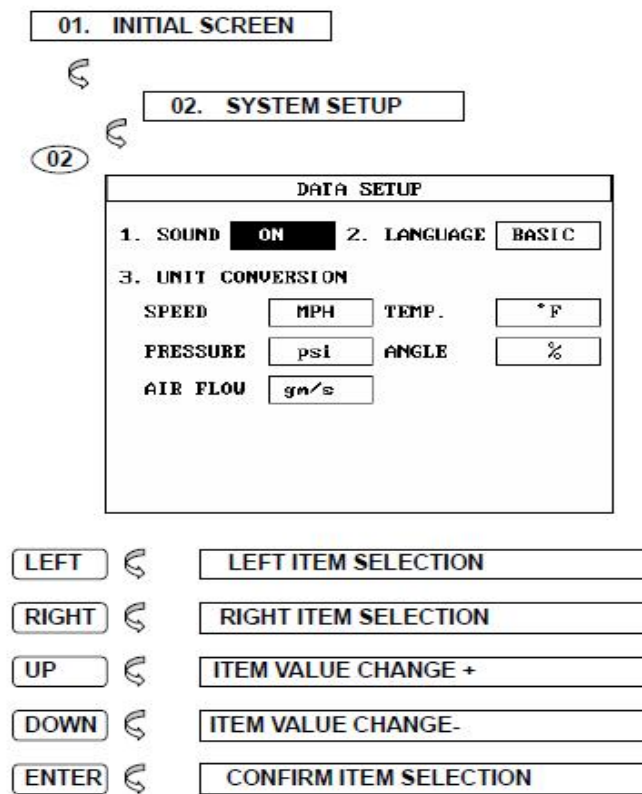 01. INITIAL SCREEN
02. SYSTEM SETUP
02
DATA SETUP
1. SOUND ON 2. LANGUAGE BASIC
3. UNIT CONVERSION
SPEED MPH TEMP. °F
PRESSURE psi ANGLE %
AIR FLOW gm/s
LEFT LEFT ITEM SELECTION
RIGHT RIGHT ITEM SELECTION
UP ITEM VALUE CHANGE +
DOWN ITEM VALUE CHANGE-
ENTER CONFIRM ITEM SELECTION